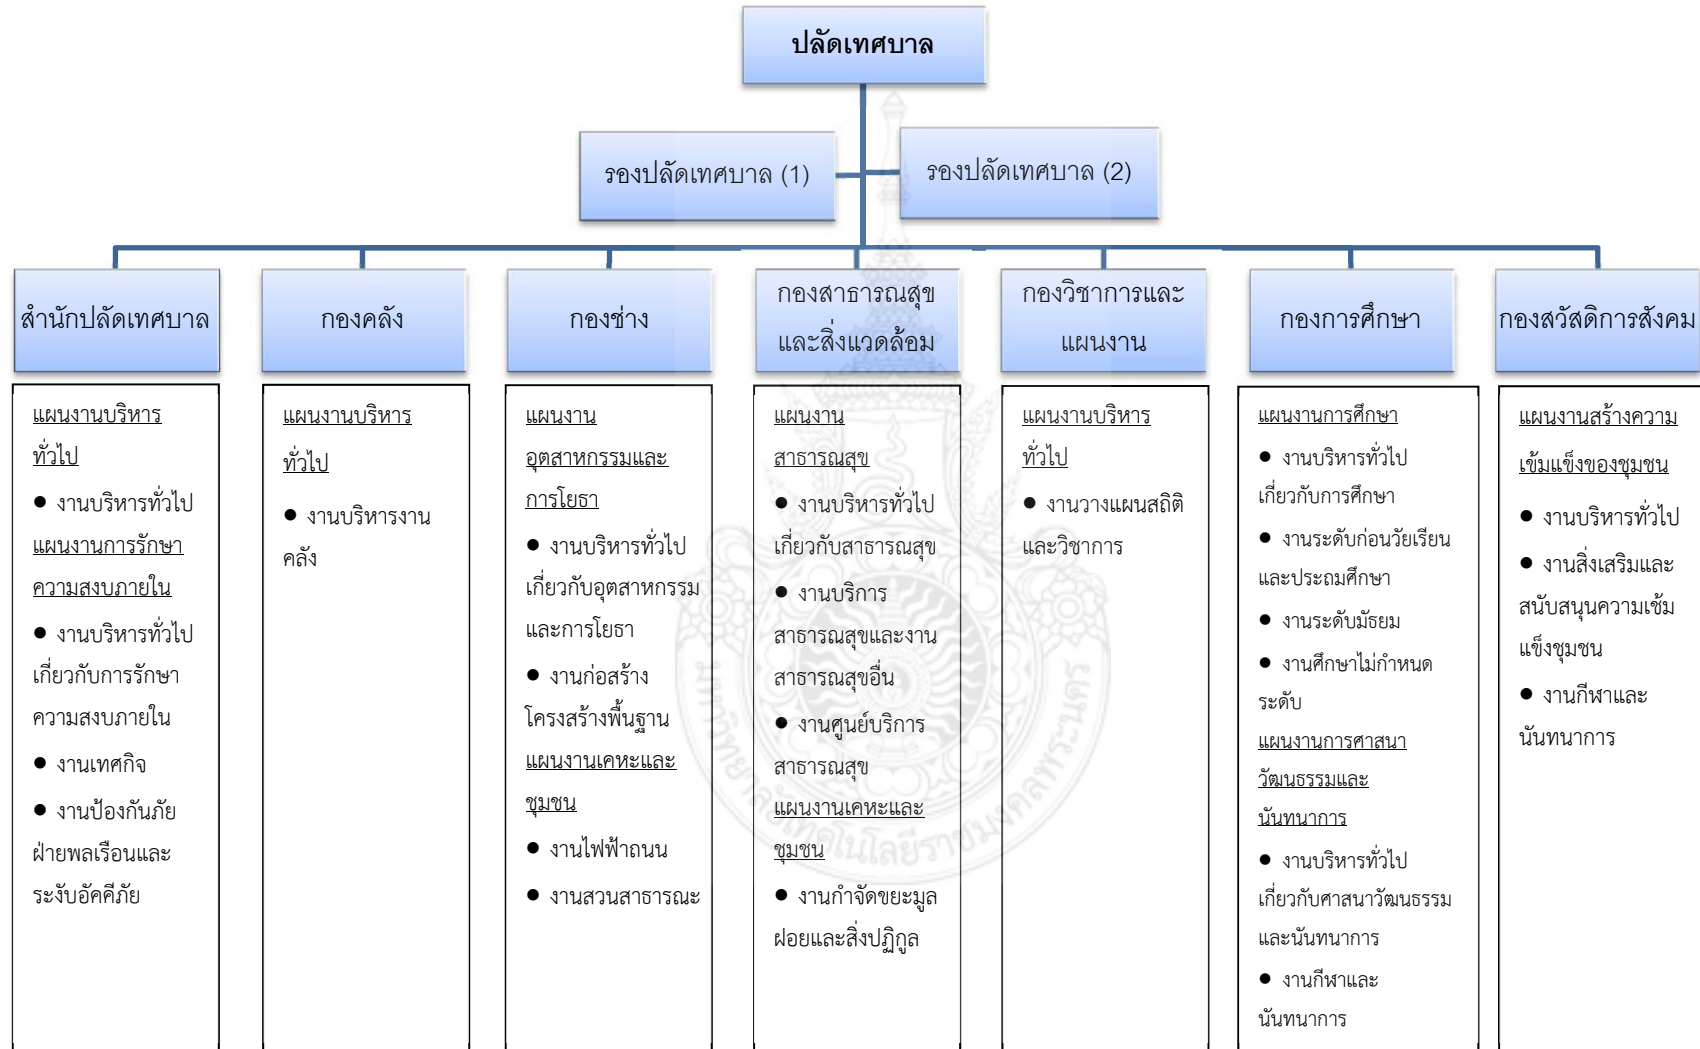 ปลัดเทศบาล
รองปลัดเทศบาล (1)
รองปลัดเทศบาล (2)
สำนักปลัดเทศบาล
กองคลัง
กองช่าง
กองสาธารณสุข
และสิ่งแวดล้อม
กองวิชาการและ
แผนงาน
กองการศึกษา
กองสวัสดิการสังคม
แผนงานบริหาร
ทั่วไป
● งานบริหารทั่วไป
แผนงานการรักษา
ความสงบภายใน
● งานบริหารทั่วไป
เกี่ยวกับการรักษา
ความสงบภายใน
● งานเทศกิจ
● งานป้องกันภัย
ฝ่ายพลเรือนและ
ระงับอัคคีภัย
แผนงานบริหาร
ทั่วไป
● งานบริหารงาน
คลัง
แผนงาน
อุตสาหกรรมและ
การโยธา
● งานบริหารทั่วไป
เกี่ยวกับอุตสาหกรรม
และการโยธา
● งานก่อสร้าง
โครงสร้างพื้นฐาน
แผนงานเคหะและ
ชุมชน
● งานไฟฟ้าถนน
● งานสวนสาธารณะ
แผนงาน
สาธารณสุข
● งานบริหารทั่วไป
เกี่ยวกับสาธารณสุข
● งานบริการ
สาธารณสุขและงาน
สาธารณสุขอื่น
● งานศูนย์บริการ
สาธารณสุข
แผนงานเคหะและ
ชุมชน
● งานกำจัดขยะมูล
ฝอยและสิ่งปฏิกูล
แผนงานบริหาร
ทั่วไป
● งานวางแผนสถิติ
และวิชาการ
แผนงานการศึกษา
● งานบริหารทั่วไป
เกี่ยวกับการศึกษา
● งานระดับก่อนวัยเรียน
และประถมศึกษา
● งานระดับมัธยม
● งานศึกษาไม่กำหนด
ระดับ
แผนงานการศาสนา
วัฒนธรรมและ
นันทนาการ
● งานบริหารทั่วไป
เกี่ยวกับศาสนาวัฒนธรรม
และนันทนาการ
● งานกีฬาและ
นันทนาการ
แผนงานสร้างความ
เข้มแข็งของชุมชน
● งานบริหารทั่วไป
● งานสิ่งเสริมและ
สนับสนุนความเช้ม
แข็งชุมชน
● งานกีฬาและ
นันทนาการ
มหาวิทยาลัยเทคโนโลยีราชมงคลพระนคร